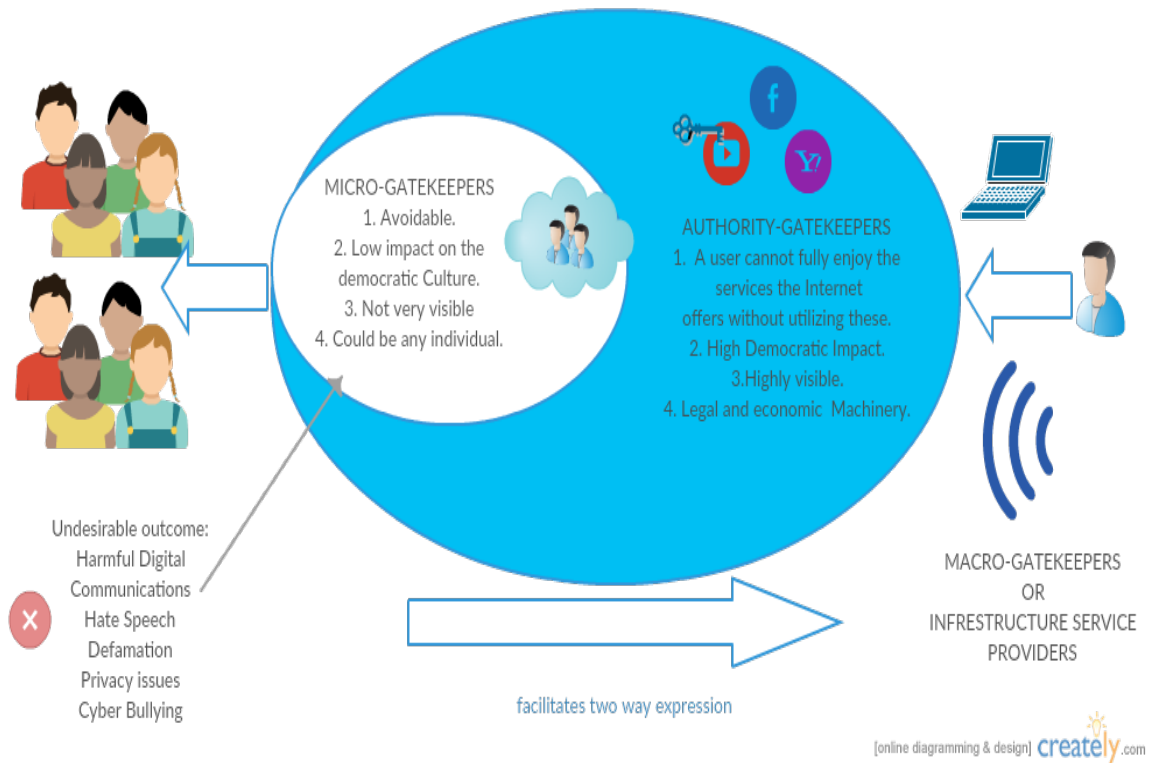 MICRO-GATEKEEPERS
1. Avoidable.
2. Low impact on the
democratic Culture.
3. Not very visible
4. Could be any individual.
f
Y!
AUTHORITY-GATEKEEPERS
1. A user cannot fully enjoy the
services the Internet
offers without utilizing these.
2. High Democratic Impact.
3.Highly visible.
4. Legal and economic Machinery.
Undesirable outcome:
Harmful Digital
Communications
Hate Speech
Defamation
Privacy issues
Cyber Bullying
MACRO-GATEKEEPERS
OR
INFRESTRUCTURE SERVICE
PROVIDERS
facilitates two way expression
[online diagramming & design] creately.com